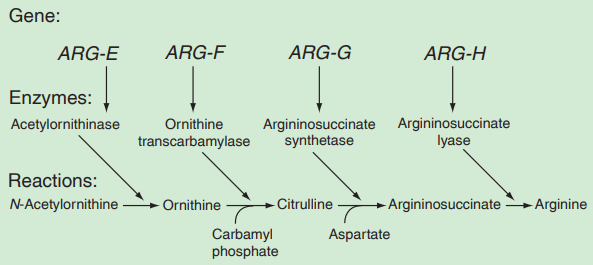 Gene:
ARG-E ARG-F ARG-G ARG-H
Enzymes:
Acetylornithinase Ornithine Argininosuccinate Argininosuccinate
transcarbamylase synthetase lyase
Reactions:
N-Acetylornithine Ornithine Citrulline Argininosuccinate Arginine
Carbamyl Aspartate
phosphate